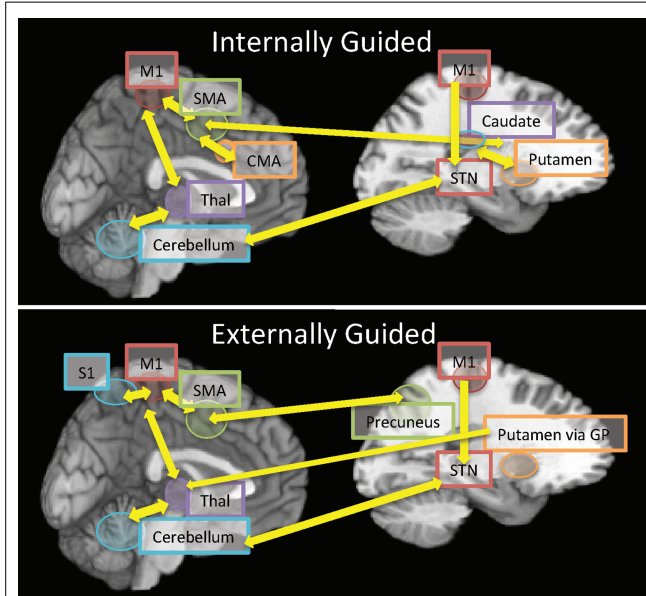 Internally Guided
M1
SMA
CMA
Thal
Cerebellum
M1
Caudate
Putamen
STN
Externally Guided
S1
M1
SMA
Thal
Cerebellum
M1
Precuneus
Putamen via GP
STN